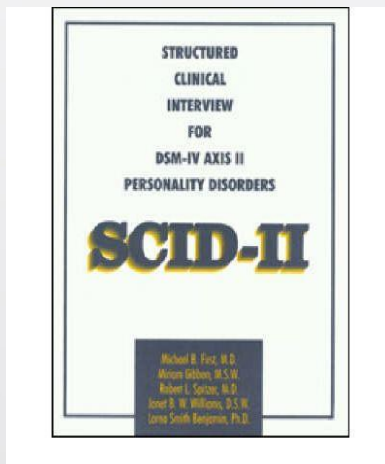 STRUCTURED
CLINICAL
INTERVIEW
FOR
DSM-IV AXIS II
PERSONALITY DISORDERS
SCID-II
Michael B. First, M.D.
Miriam Gibbon, M.S.W.
Robert L. Spitzer, M.D.
Janet B. W. Williams, D.S.W.
Lorna Smith Benjamin, Ph.D.